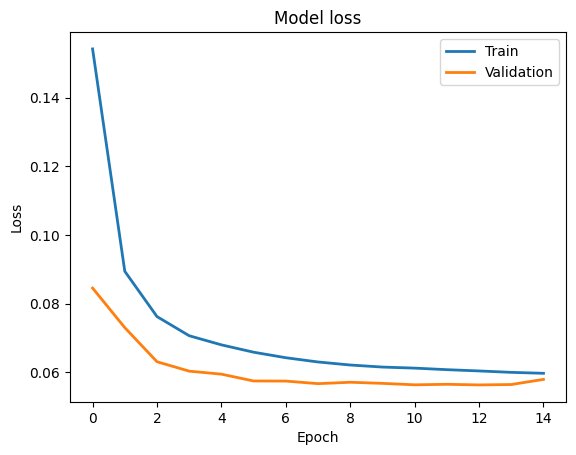 Model loss
Train
Validation
0.14
0.12
0.10
0.08
0.06
Loss
0 2 4 6 8 10 12 14
Epoch